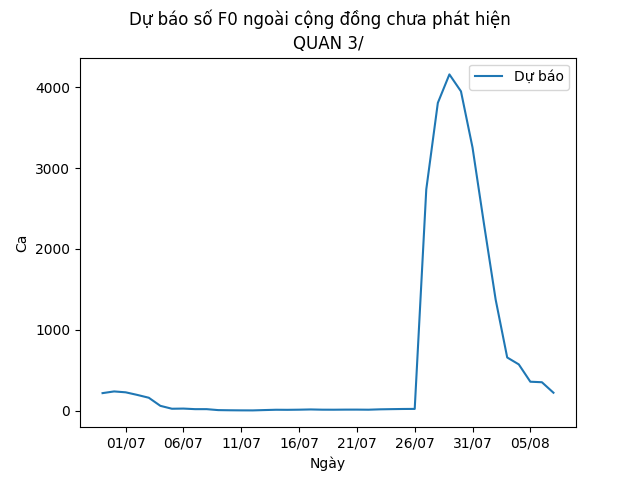 Dự báo số F0 ngoài cộng đồng chưa phát hiện
QUAN 3/
Dự báo
4000
3000
2000
1000
0
Ca
01/07 06/07 11/07 16/07 21/07 26/07 31/07 05/08
Ngày